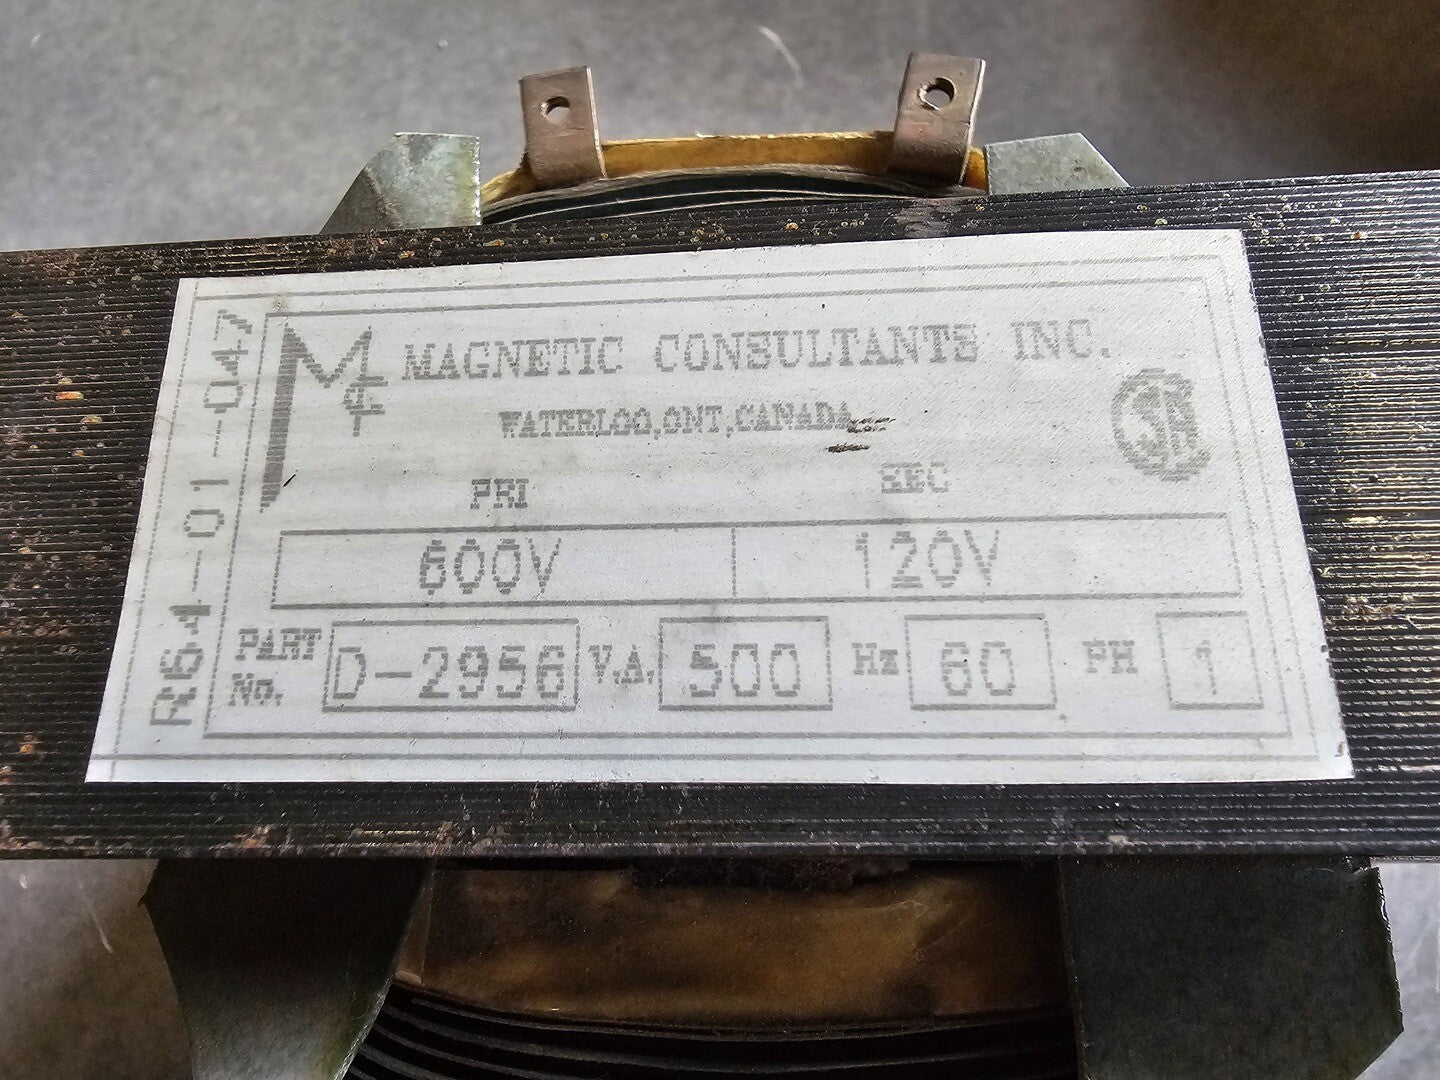 MAGNETIC CONSULTANTS INC.
WATERLOO, ONT, CANADA
PRI SEC
600V 120V
PART No. D-2956 V.A. 500 Hz 60 PH 1
R64-01-047